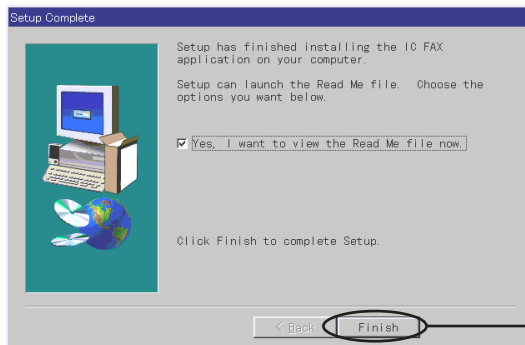 Setup Complete
Setup has finished installing the IC FAX
application on your computer.
Setup can launch the Read Me file. Choose the
options you want below.
Yes, I want to view the Read Me file now.
Click Finish to complete Setup.
< Back
Finish